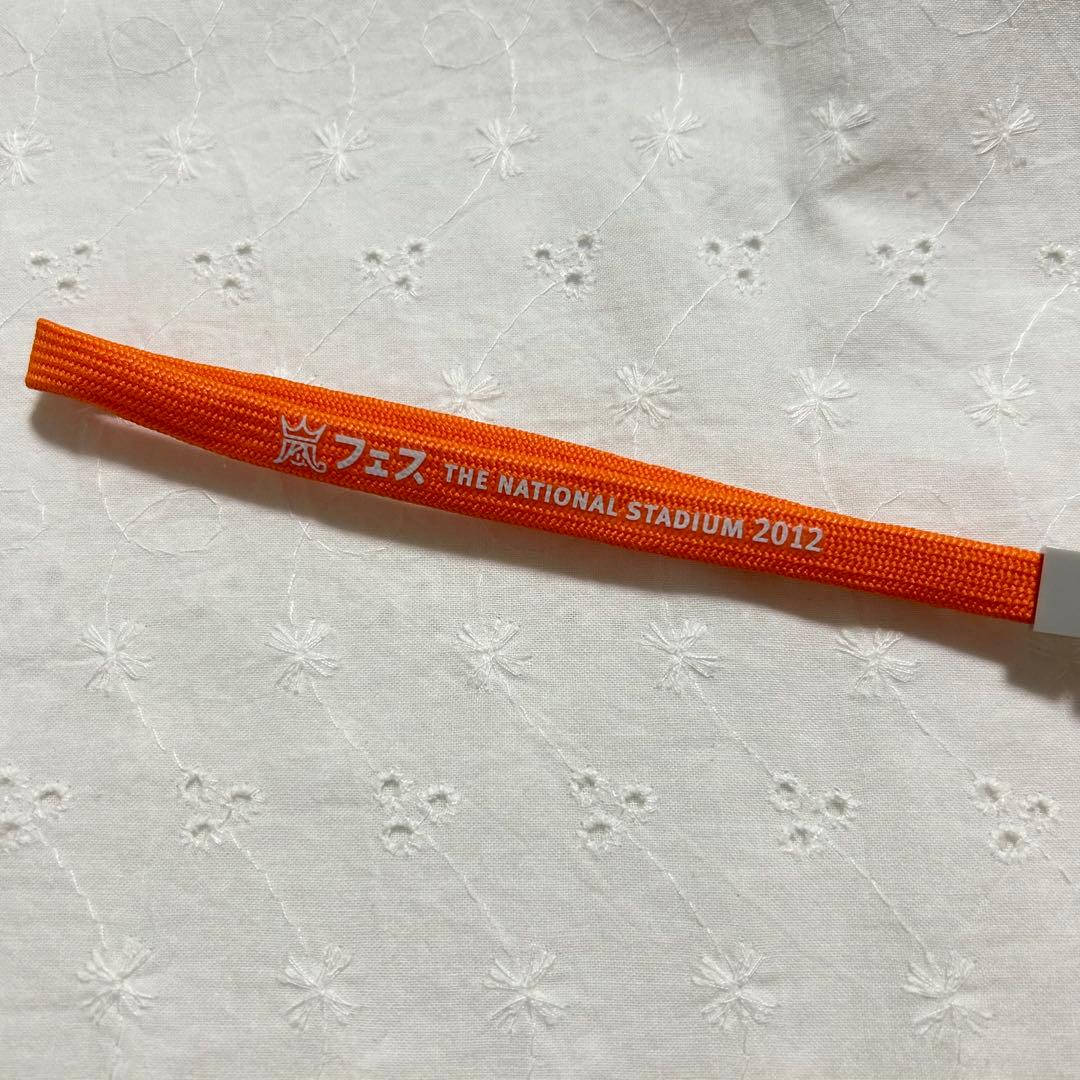 嵐フェス THE NATIONAL STADIUM 2012